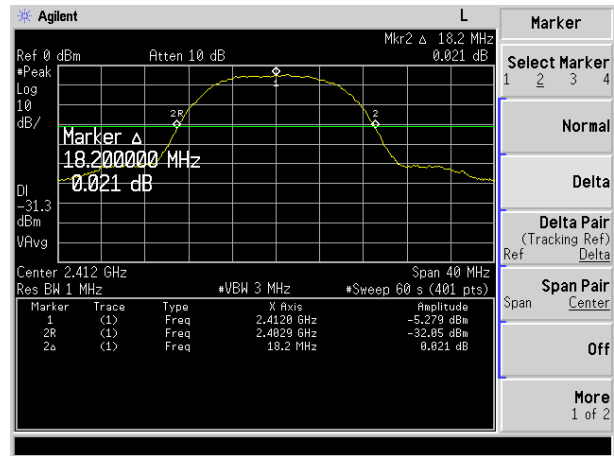 Agilent L
Mkr2 Δ 18.2 MHz
Ref 0 dBm Atten 10 dB 0.021 dB
#Peak
Log
10
dB/
1
2R
2
Marker Δ
18.200000 MHz
0.021 dB
DI
-31.3
dBm
VAvg
Center 2.412 GHz Span 40 MHz
Res BW 1 MHz #VBW 3 MHz #Sweep 60 s (401 pts)
Marker Trace Type X Axis Amplitude
1 (1) Freq 2.4120 GHz -5.279 dBm
2R (1) Freq 2.4029 GHz -32.05 dBm
2Δ (1) Freq 18.2 MHz 0.021 dB
Marker
Select Marker
1 2 3 4
Normal
Delta
Delta Pair
(Tracking Ref)
Ref Delta
Span Pair
Span Center
Off
More
1 of 2